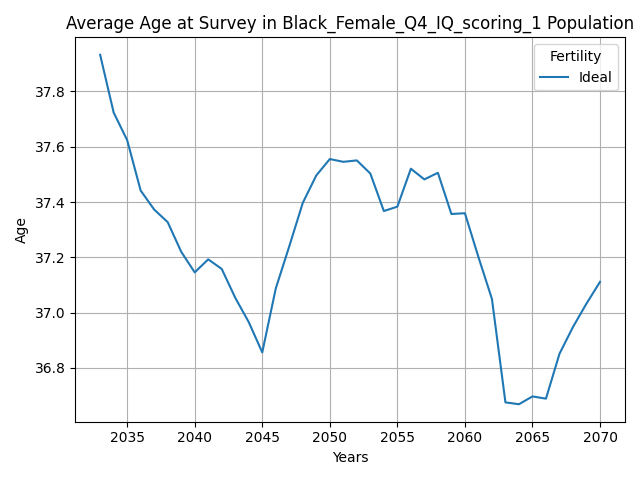 Average Age at Survey in Black_Female_Q4_IQ_scoring_1 Population
Fertility
Ideal
37.8
37.6
37.4
37.2
37.0
36.8
Age
2035 2040 2045 2050 2055 2060 2065 2070
Years